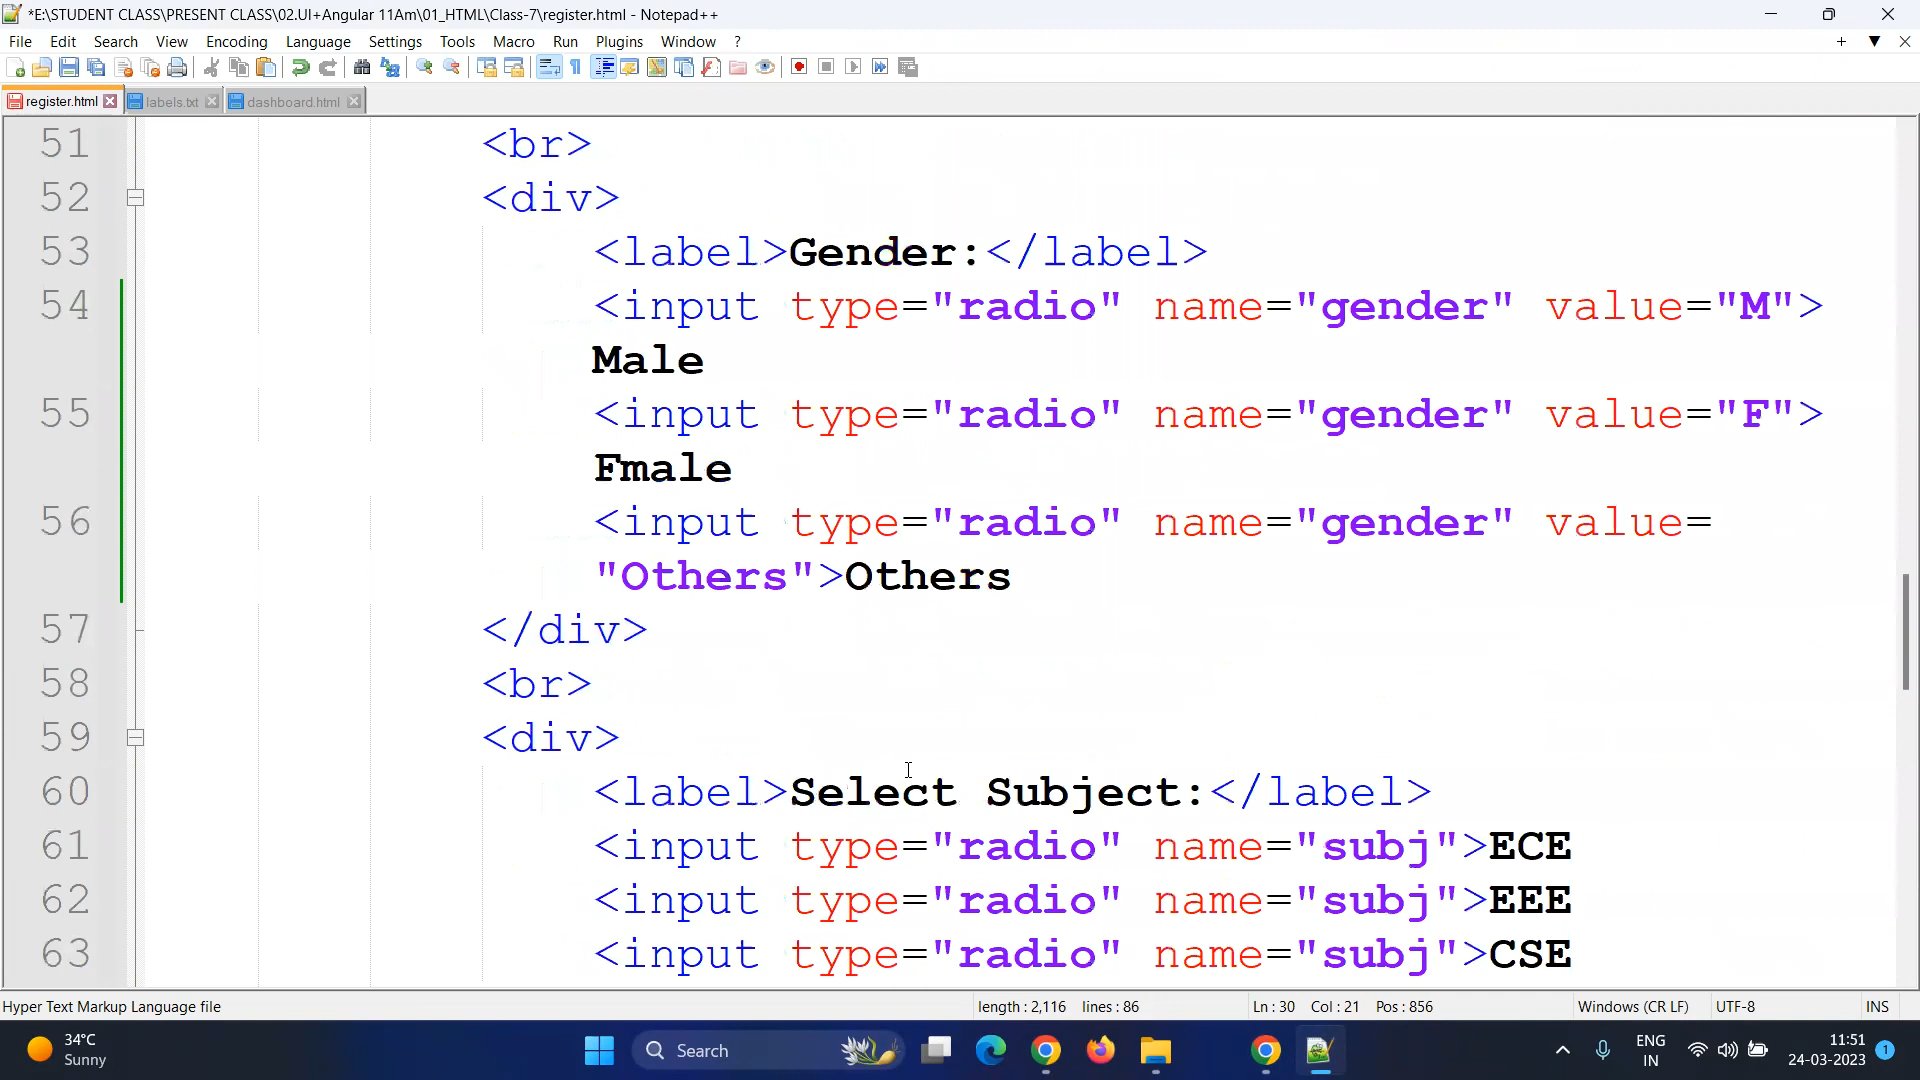 *E:\STUDENT CLASS\PRESENT CLASS\02.UI+Angular 11Am\01_HTML\Class-7\register.html - Notepad++
File Edit Search View Encoding Language Settings Tools Macro Run Plugins Window ?
register.html labels.txt dashboard.html
51 <br>
52 <div>
53 <label>Gender:</label>
54 <input type="radio" name="gender" value="M">
Male
55 <input type="radio" name="gender" value="F">
Fmale
56 <input type="radio" name="gender" value=
"Others">Others
57 </div>
58 <br>
59 <div>
60 <label>Select Subject:</label>
61 <input type="radio" name="subj">ECE
62 <input type="radio" name="subj">EEE
63 <input type="radio" name="subj">CSE
Hyper Text Markup Language file length : 2,116 lines : 86 Ln : 30 Col : 21 Pos : 856 Windows (CR LF) UTF-8 INS
34°C
Sunny
Search
ENG
IN
11:51
24-03-2023
1